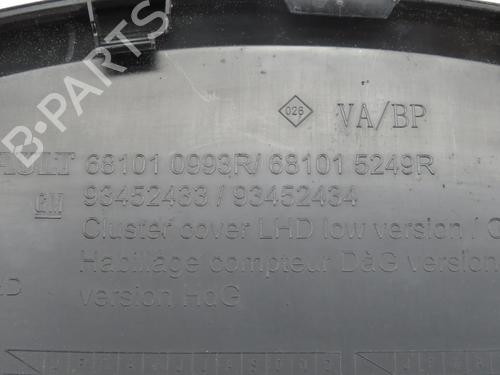 B-PARTS
026 VA/BP
68101 0993R/ 68101 5249R
GM 93452433 / 93452434
Cluster cover LHD low version /
Habillage compteur DàG version
version HdG